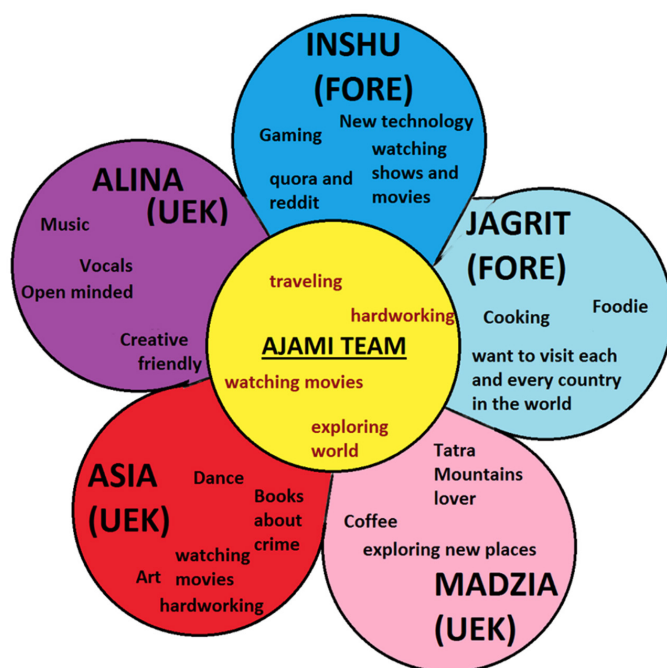 INSHU
(FORE)
Gaming
New technology
watching
shows and
movies
quora and
reddit
ALINA
(UEK)
Music
Vocals
Open minded
Creative
friendly
JAGRIT
(FORE)
Cooking
Foodie
want to visit each
and every country
in the world
traveling
hardworking
AJAMI TEAM
watching movies
exploring
world
ASIA
(UEK)
Dance
Books
about
crime
watching
movies
Art
hardworking
Tatra
Mountains
lover
Coffee
exploring new places
MADZIA
(UEK)